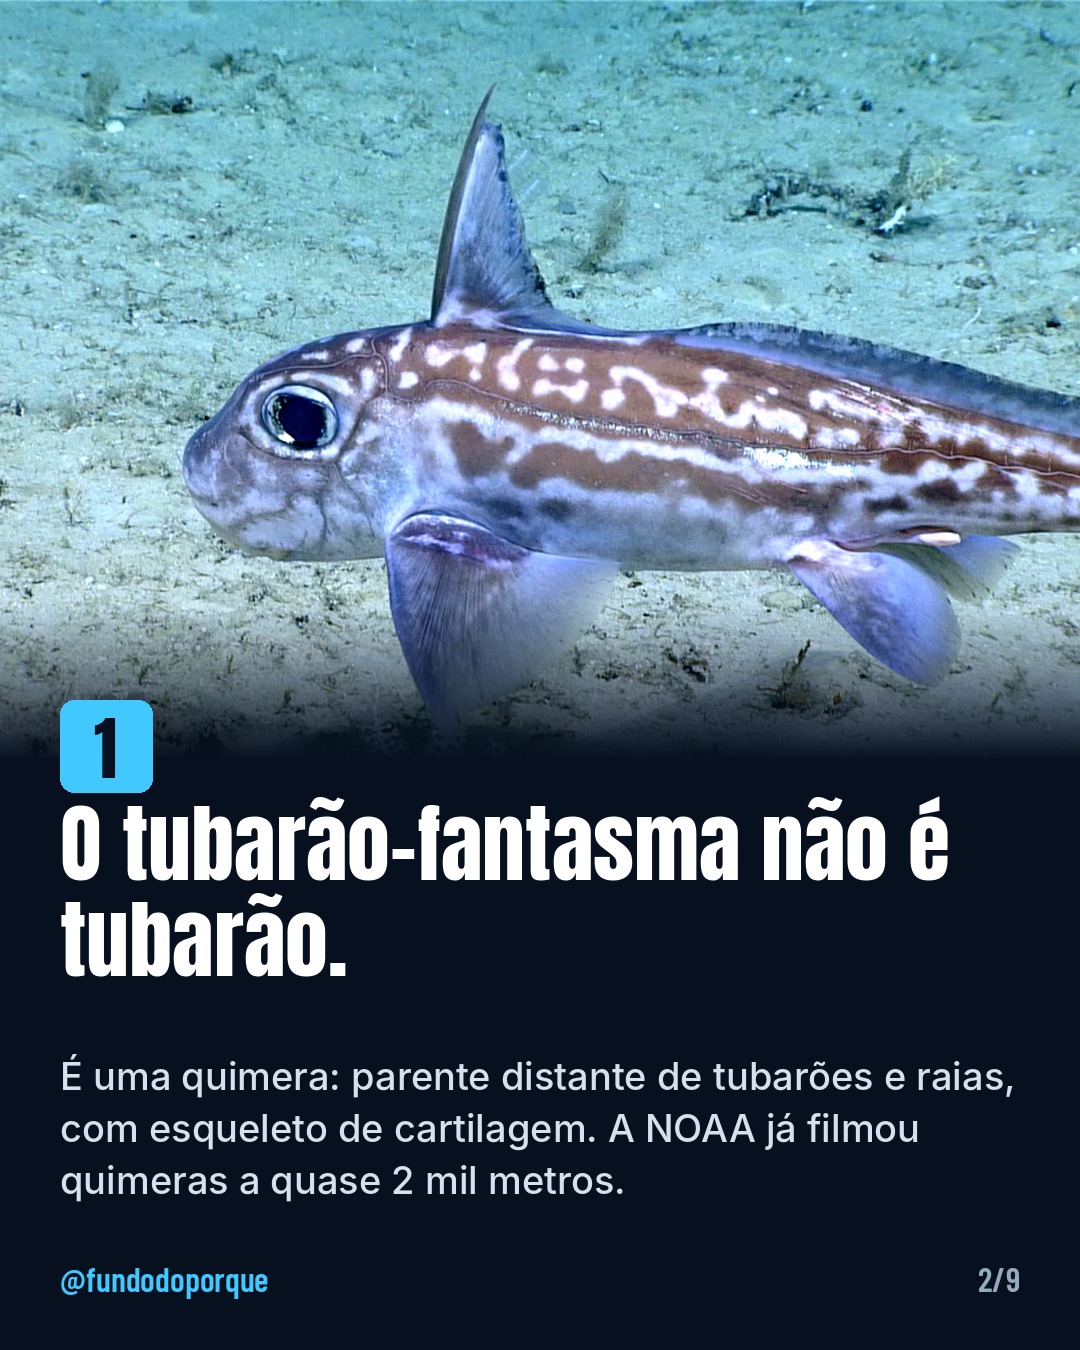 1
O tubarão-fantasma não é
tubarão.
É uma quimera: parente distante de tubarões e raias,
com esqueleto de cartilagem. A NOAA já filmou
quimeras a quase 2 mil metros.
@fundodoporque
2/9